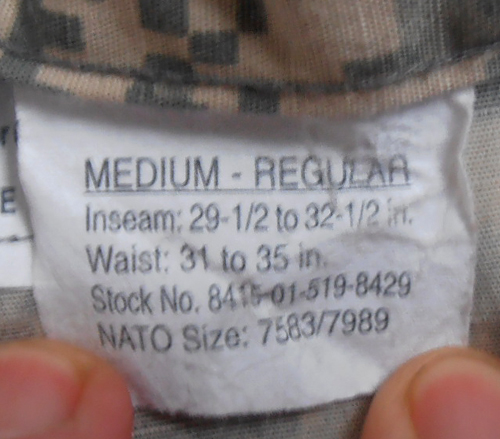 MEDIUM - REGULAR
Inseam: 29-1/2 to 32-1/2 in.
Waist: 31 to 35 in.
Stock No. 8415-01-519-8429
NATO Size: 7583/7989